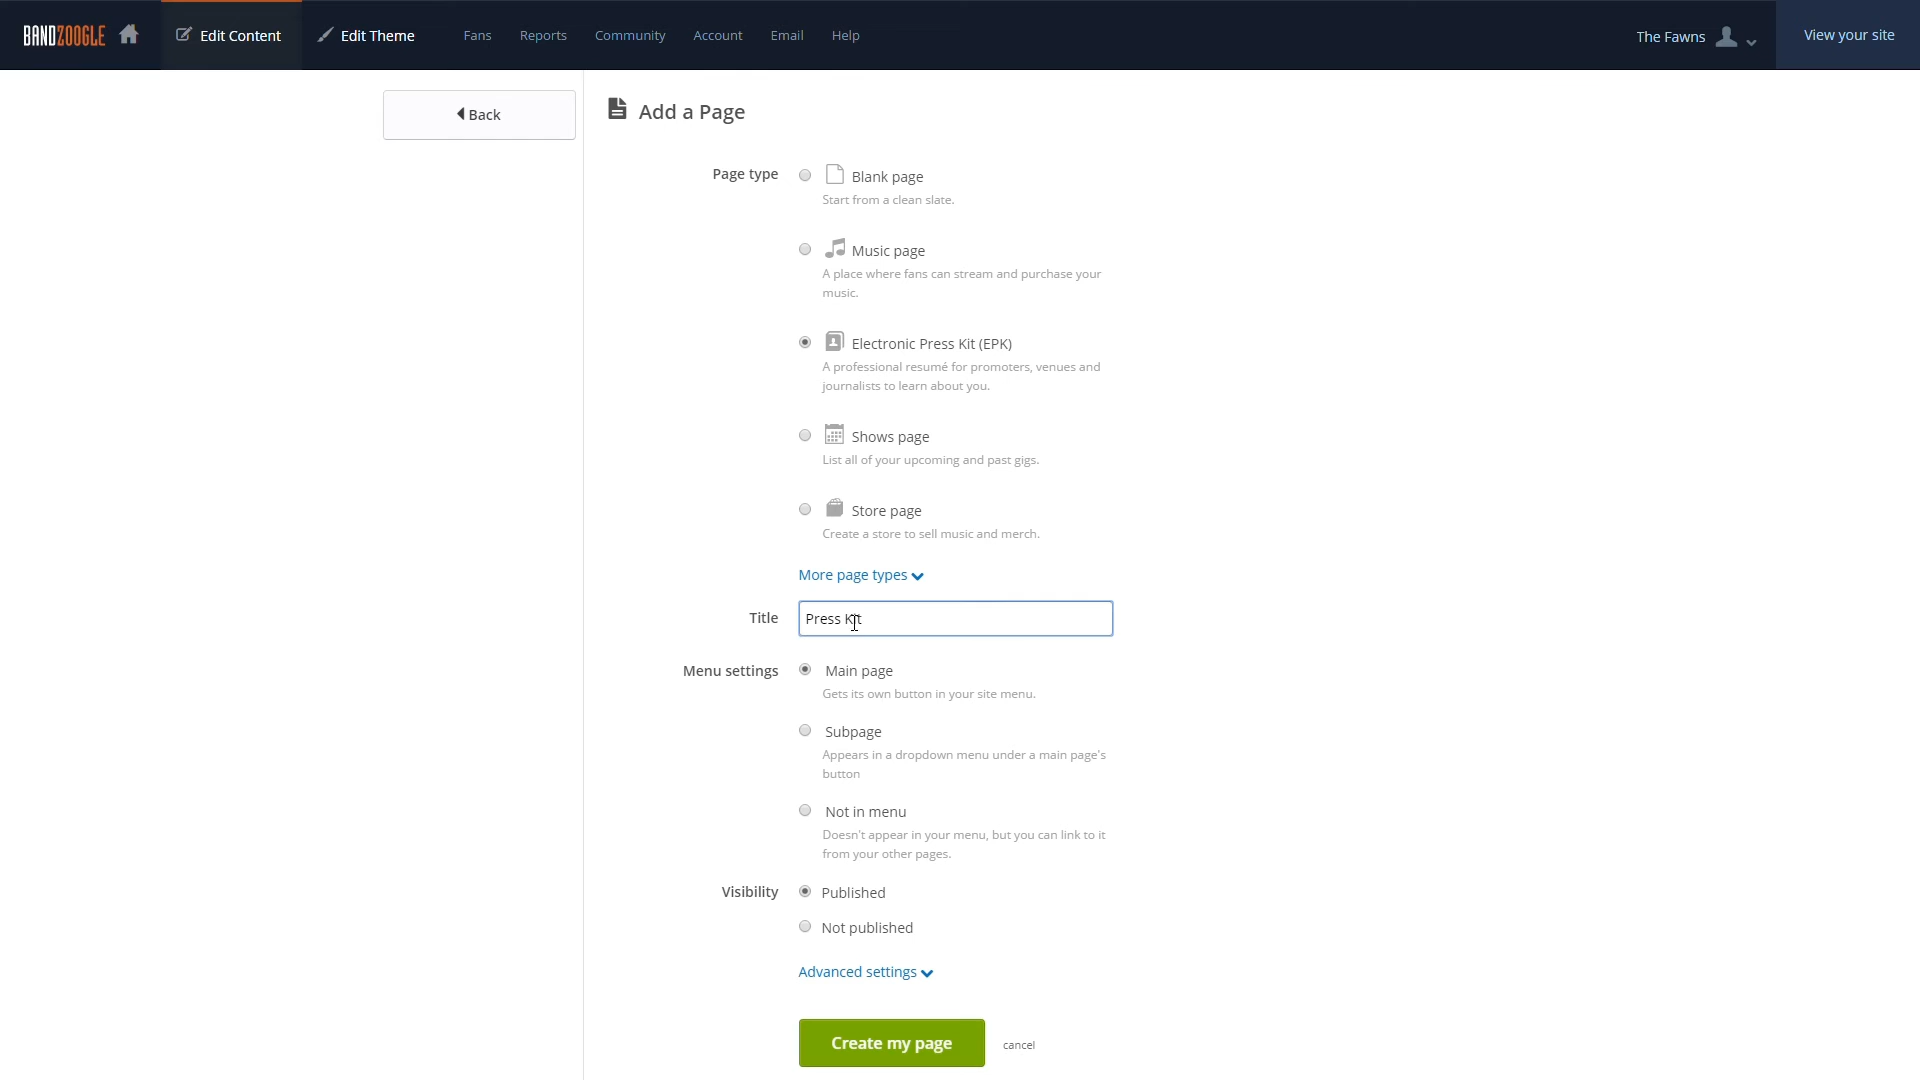 BANDZOOGLE Edit Content Edit Theme Fans Reports Community Account Email Help The Fawns View your site
Back
Add a Page
Page type
Blank page
Start from a clean slate.
Music page
A place where fans can stream and purchase your
music.
Electronic Press Kit (EPK)
A professional resumé for promoters, venues and
journalists to learn about you.
Shows page
List all of your upcoming and past gigs.
Store page
Create a store to sell music and merch.
More page types
Title Press Kit
Menu settings Main page
Gets its own button in your site menu.
Subpage
Appears in a dropdown menu under a main page's
button
Not in menu
Doesn't appear in your menu, but you can link to it
from your other pages.
Visibility Published
Not published
Advanced settings
Create my page cancel